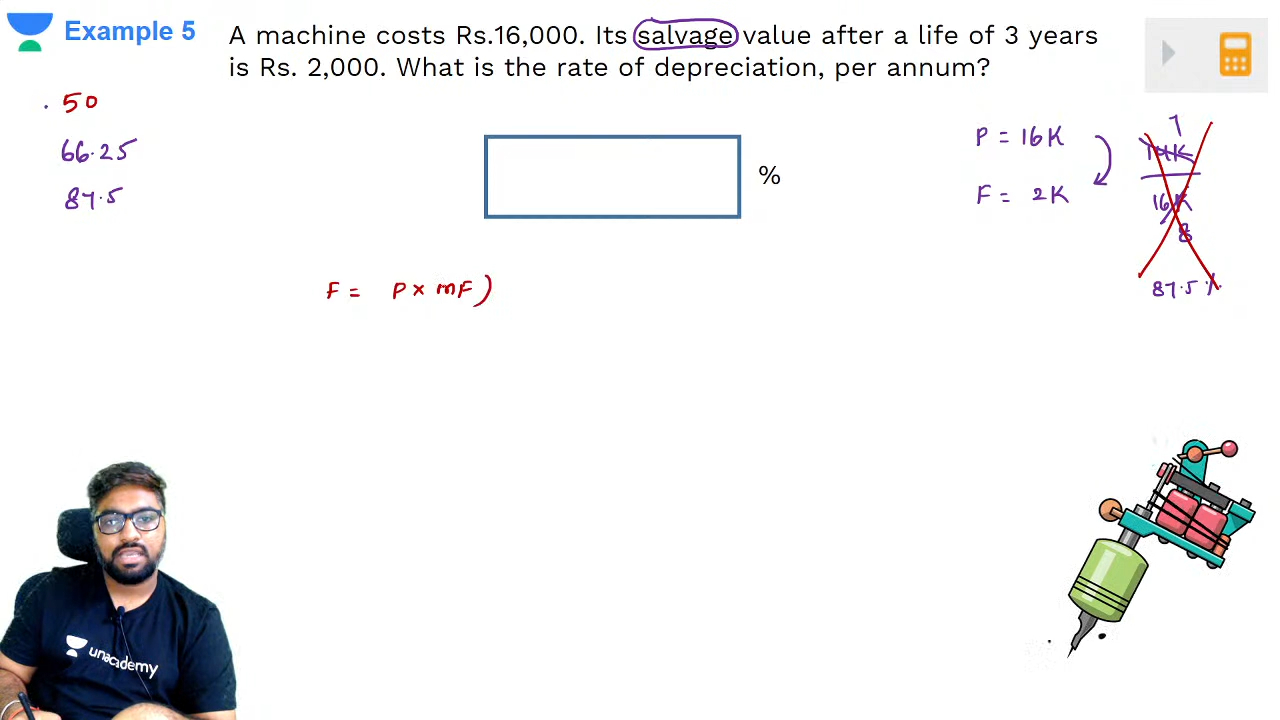 Example 5
A machine costs Rs.16,000. Its salvage value after a life of 3 years
is Rs. 2,000. What is the rate of depreciation, per annum?
. 50
66.25
87.5
%
P = 16K
F = 2K
7
14K
16K
8
87.5%
F = P × mF)
unacademy